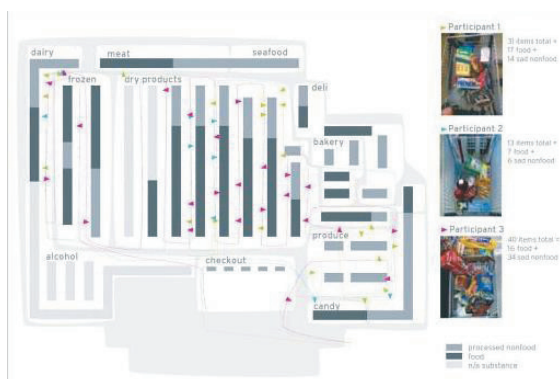 dairy
meat
seafood
frozen
dry products
deli
bakery
produce
alcohol
checkout
candy
Participant 1
31 items total =
17 food +
14 sad nonfood
Participant 2
13 items total =
7 food +
6 sad nonfood
Participant 3
40 items total =
16 food +
34 sad nonfood
processed nonfood
food
n/a substance